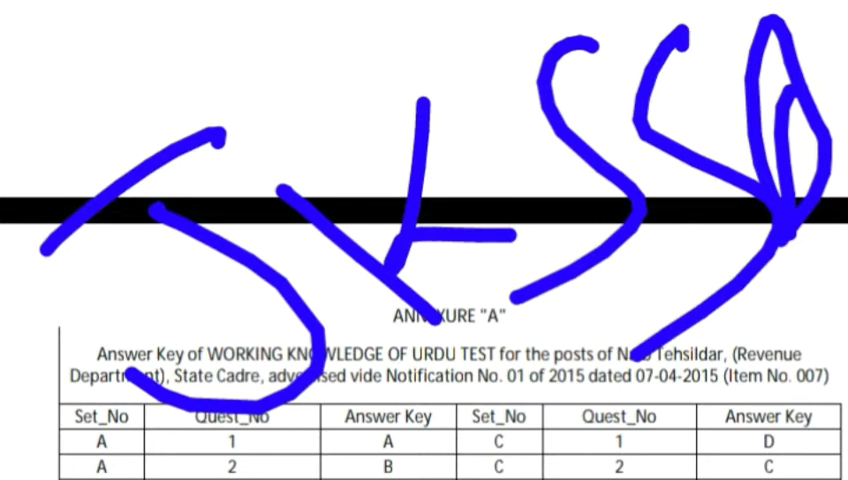 JKSSB
ANNEXURE "A"
Answer Key of WORKING KNOWLEDGE OF URDU TEST for the posts of Naib Tehsildar, (Revenue
Department), State Cadre, advertised vide Notification No. 01 of 2015 dated 07-04-2015 (Item No. 007)
Set_No Quest_No Answer Key Set_No Quest_No Answer Key
A 1 A C 1 D
A 2 B C 2 C